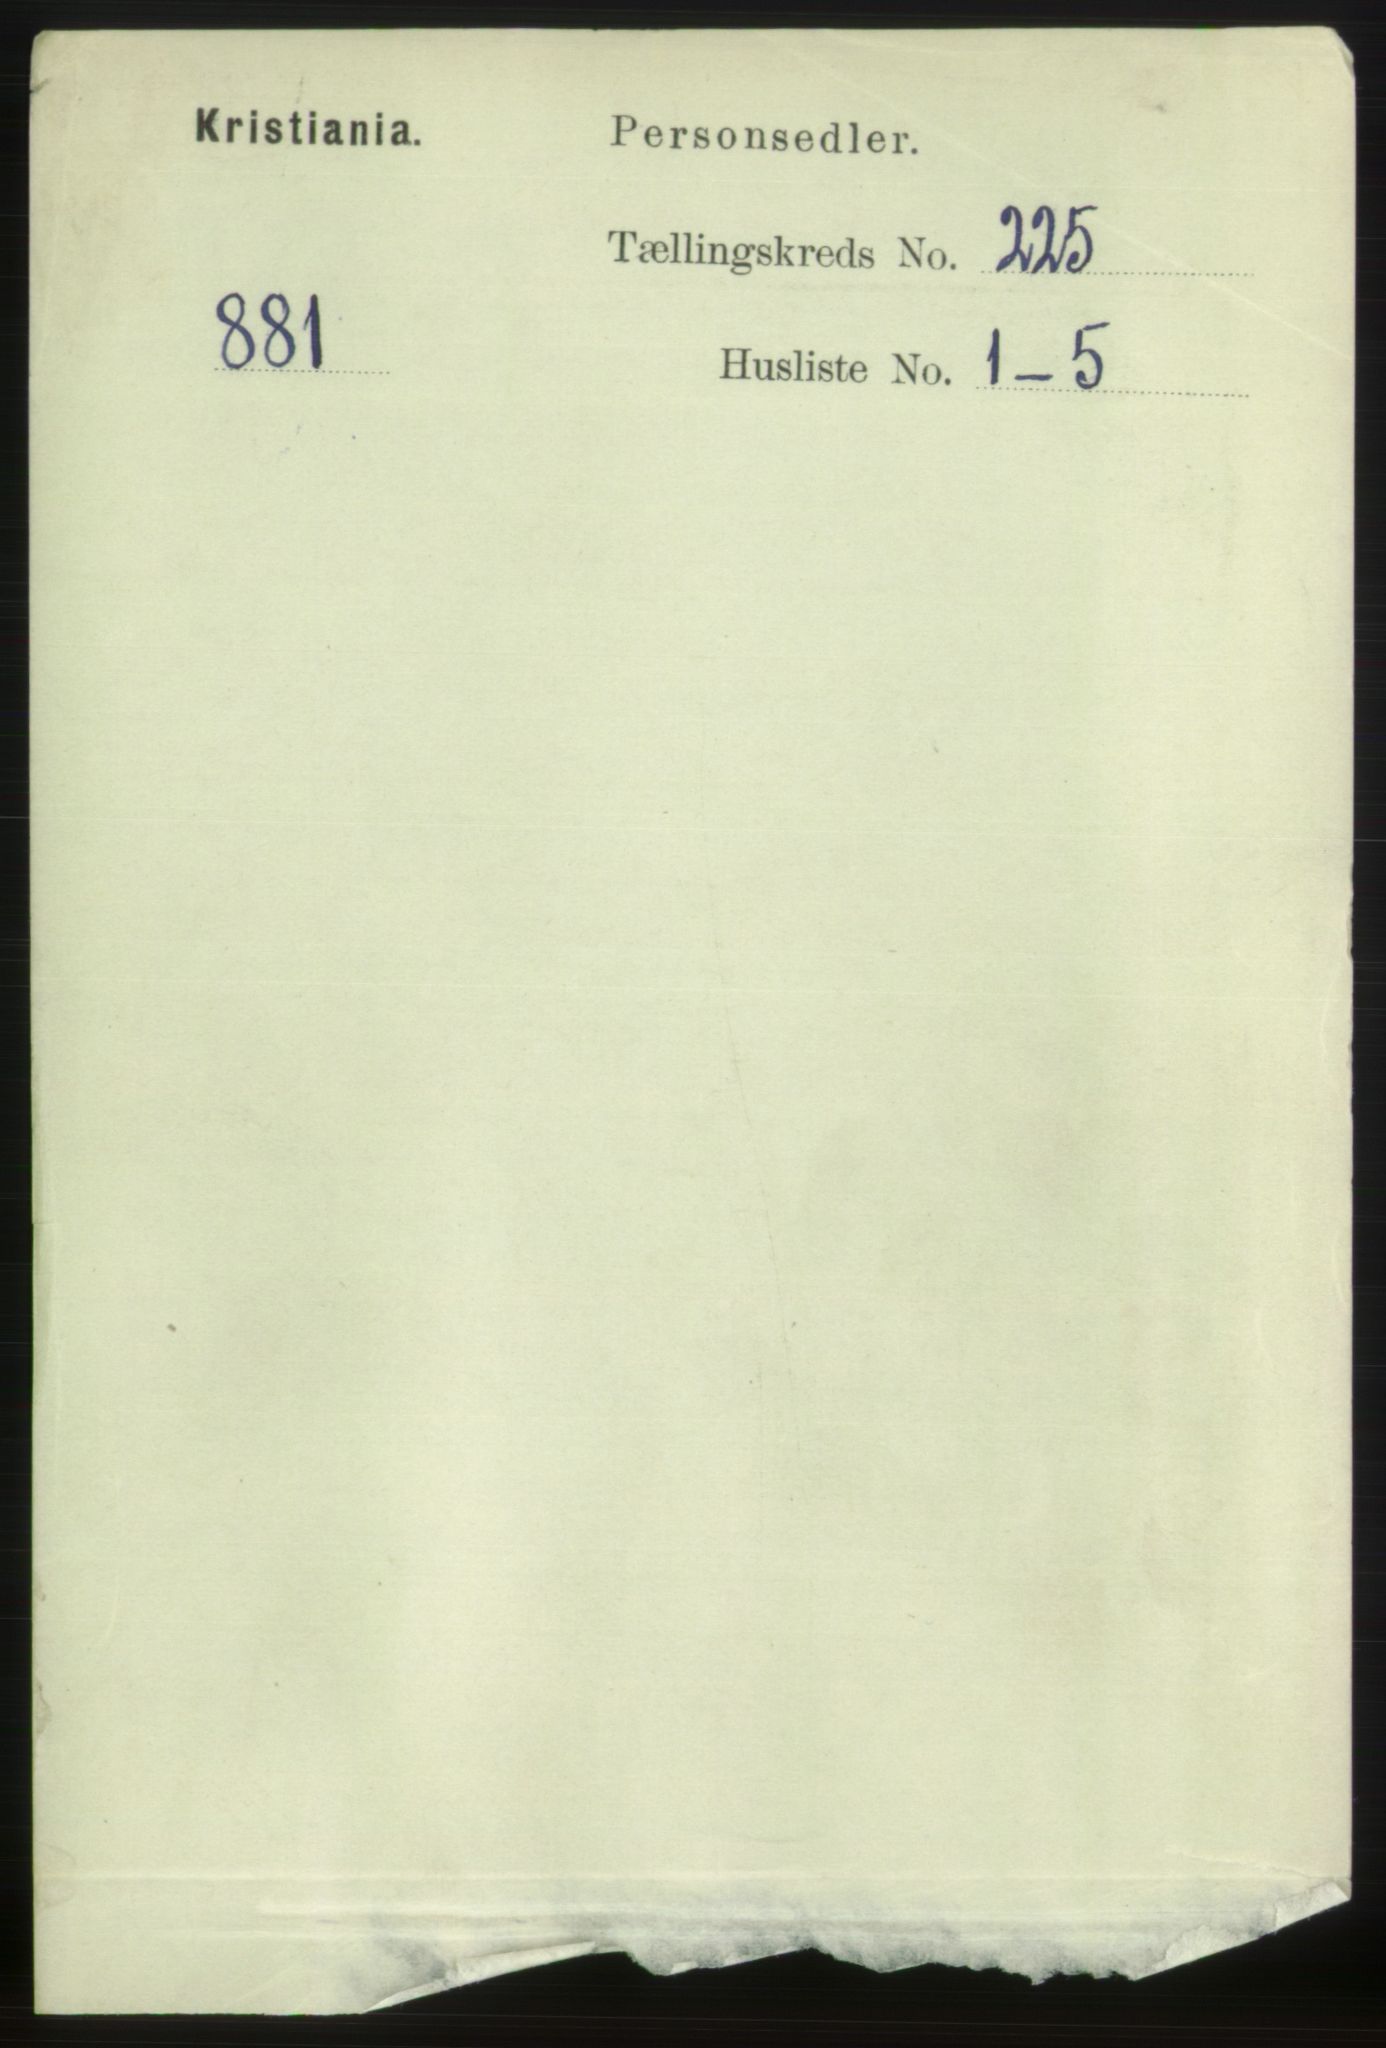 Kristiania. Personsedler.
Tællingskreds No. 225
881
Husliste No. 1-5